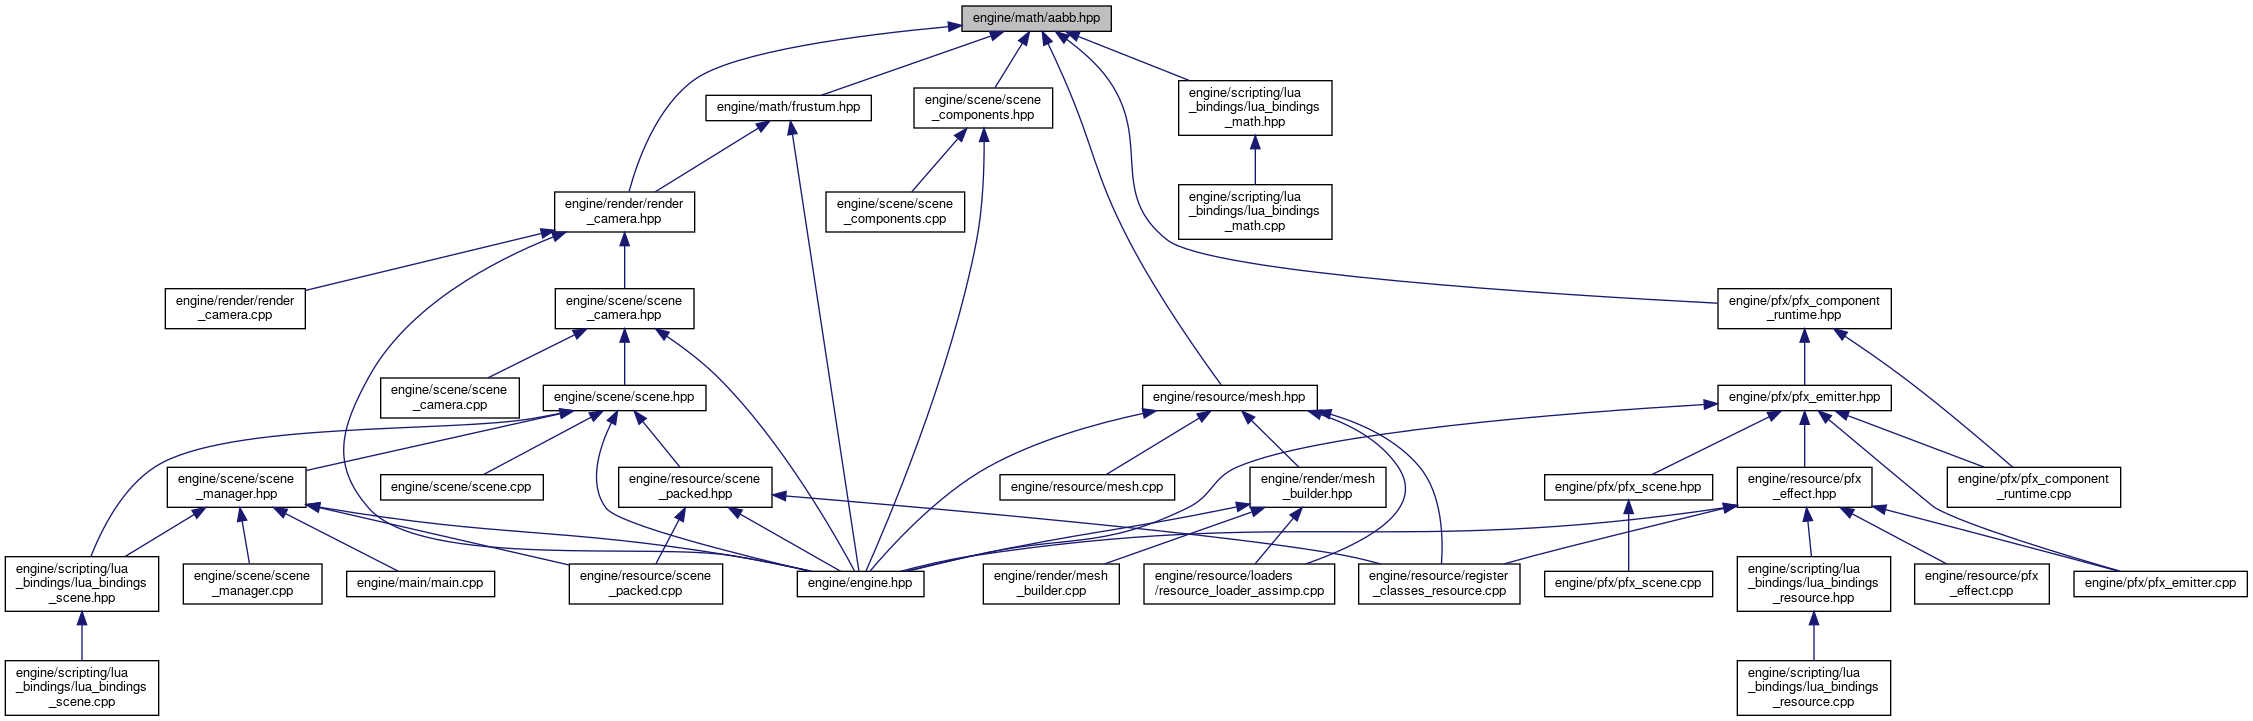 engine/math/aabb.hpp
engine/math/frustum.hpp
engine/scene/scene
_components.hpp
engine/scripting/lua
_bindings/lua_bindings
_math.hpp
engine/render/render
_camera.hpp
engine/scene/scene
_components.cpp
engine/scripting/lua
_bindings/lua_bindings
_math.cpp
engine/render/render
_camera.cpp
engine/scene/scene
_camera.hpp
engine/pfx/pfx_component
_runtime.hpp
engine/scene/scene
_camera.cpp
engine/scene/scene.hpp
engine/resource/mesh.hpp
engine/pfx/pfx_emitter.hpp
engine/scene/scene
_manager.hpp
engine/scene/scene.cpp
engine/resource/scene
_packed.hpp
engine/resource/mesh.cpp
engine/render/mesh
_builder.hpp
engine/pfx/pfx_scene.hpp
engine/resource/pfx
_effect.hpp
engine/pfx/pfx_component
_runtime.cpp
engine/scripting/lua
_bindings/lua_bindings
_scene.hpp
engine/scene/scene
_manager.cpp
engine/main/main.cpp
engine/resource/scene
_packed.cpp
engine/engine.hpp
engine/render/mesh
_builder.cpp
engine/resource/loaders
/resource_loader_assimp.cpp
engine/resource/register
_classes_resource.cpp
engine/pfx/pfx_scene.cpp
engine/scripting/lua
_bindings/lua_bindings
_resource.hpp
engine/resource/pfx
_effect.cpp
engine/pfx/pfx_emitter.cpp
engine/scripting/lua
_bindings/lua_bindings
_scene.cpp
engine/scripting/lua
_bindings/lua_bindings
_resource.cpp